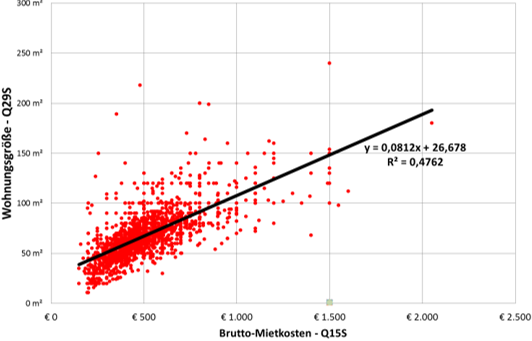 300 m²
250 m²
200 m²
150 m²
100 m²
50 m²
0 m²
Wohnungsgröße - Q29S
y = 0,0812x + 26,678
R² = 0,4762
€ 0
€ 500
€ 1.000
€ 1.500
€ 2.000
€ 2.500
Brutto-Mietkosten - Q15S